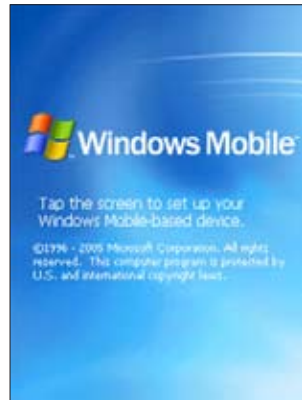 Windows Mobile
Tap the screen to set up your
Windows Mobile-based device.
©1996 - 2005 Microsoft Corporation. All rights
reserved. This computer program is protected by
U.S. and international copyright laws.